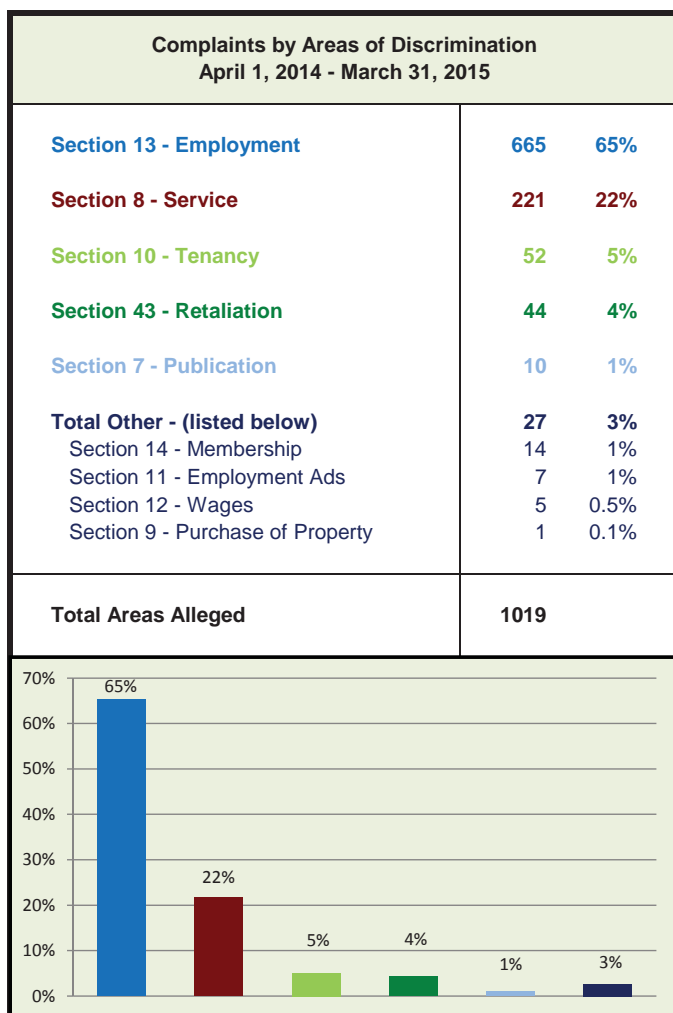 Complaints by Areas of Discrimination
April 1, 2014 - March 31, 2015
Section 13 - Employment 665 65%
Section 8 - Service 221 22%
Section 10 - Tenancy 52 5%
Section 43 - Retaliation 44 4%
Section 7 - Publication 10 1%
Total Other - (listed below) 27 3%
Section 14 - Membership 14 1%
Section 11 - Employment Ads 7 1%
Section 12 - Wages 5 0.5%
Section 9 - Purchase of Property 1 0.1%
Total Areas Alleged 1019
70%
65%
60%
50%
40%
30%
22%
20%
10%
5%
4%
1%
3%
0%